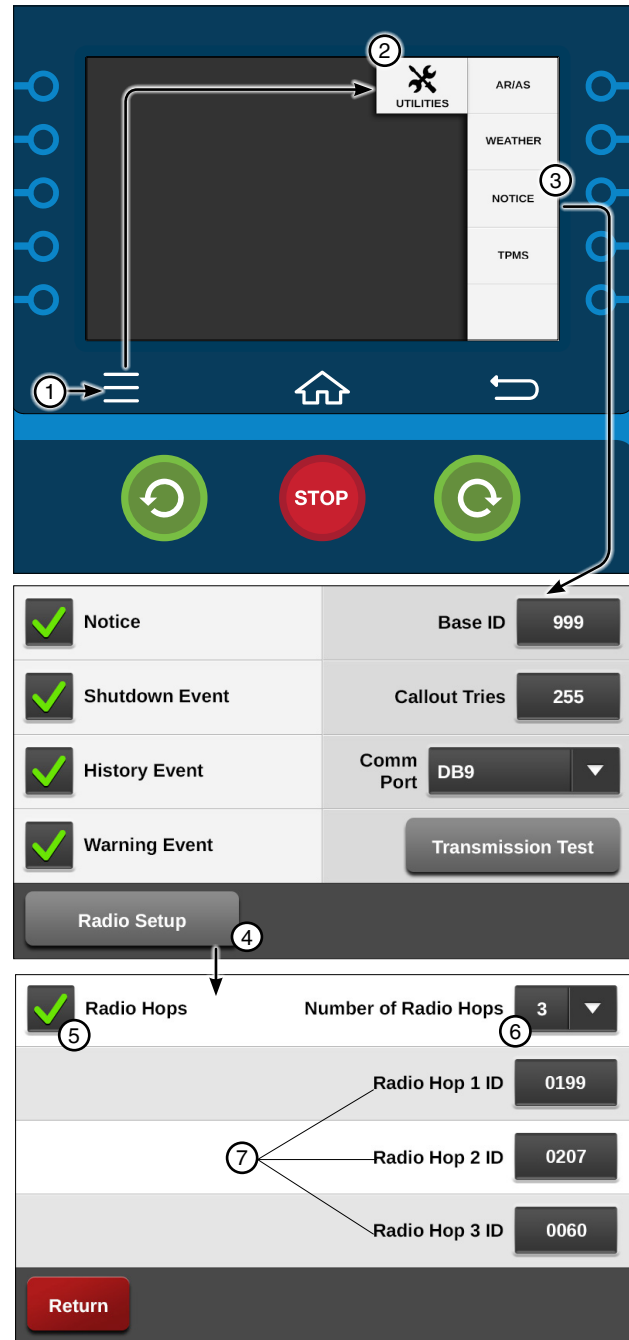 2
UTILITIES
AR/AS
WEATHER
3
NOTICE
TPMS
1
STOP
Notice
Base ID
999
Shutdown Event
Callout Tries
255
History Event
Comm
Port
DB9
Warning Event
Transmission Test
Radio Setup
4
Radio Hops
5
Number of Radio Hops
3
6
Radio Hop 1 ID
0199
7
Radio Hop 2 ID
0207
Radio Hop 3 ID
0060
Return